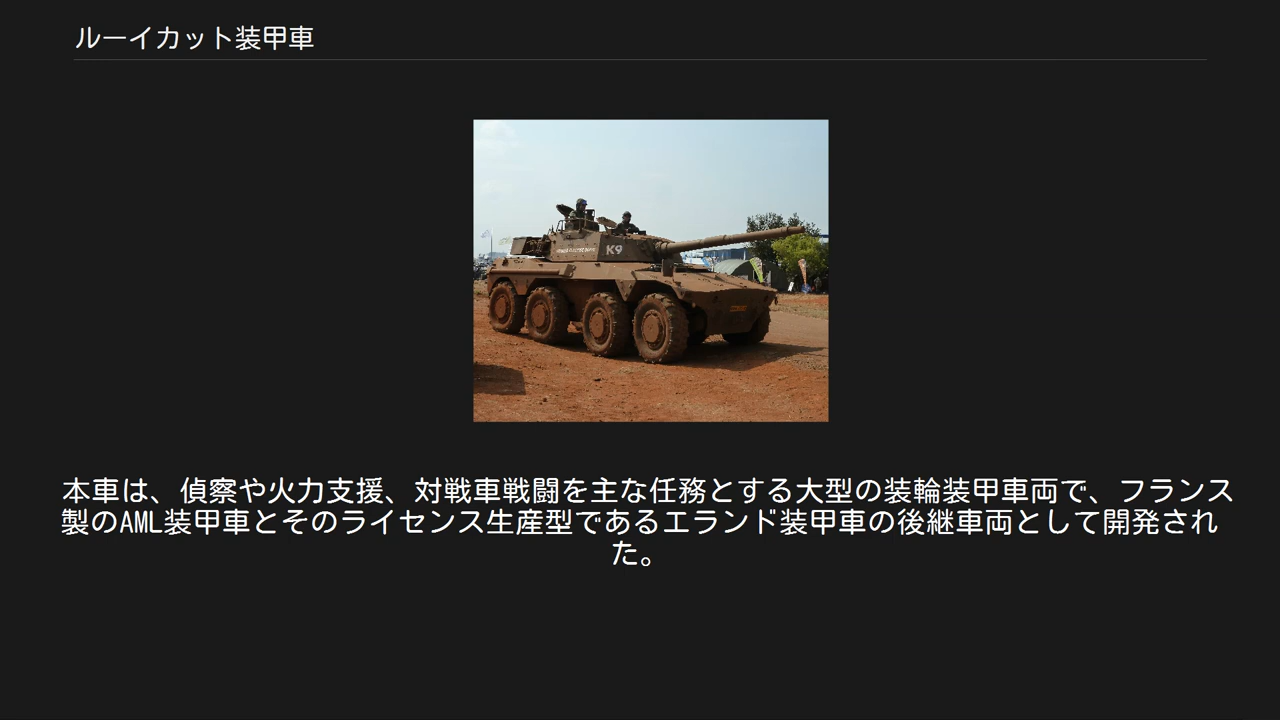 ルーイカット装甲車
K9
本車は、偵察や火力支援、対戦車戦闘を主な任務とする大型の装輪装甲車両で、フランス
製のAML装甲車とそのライセンス生産型であるエランド装甲車の後継車両として開発され
た。